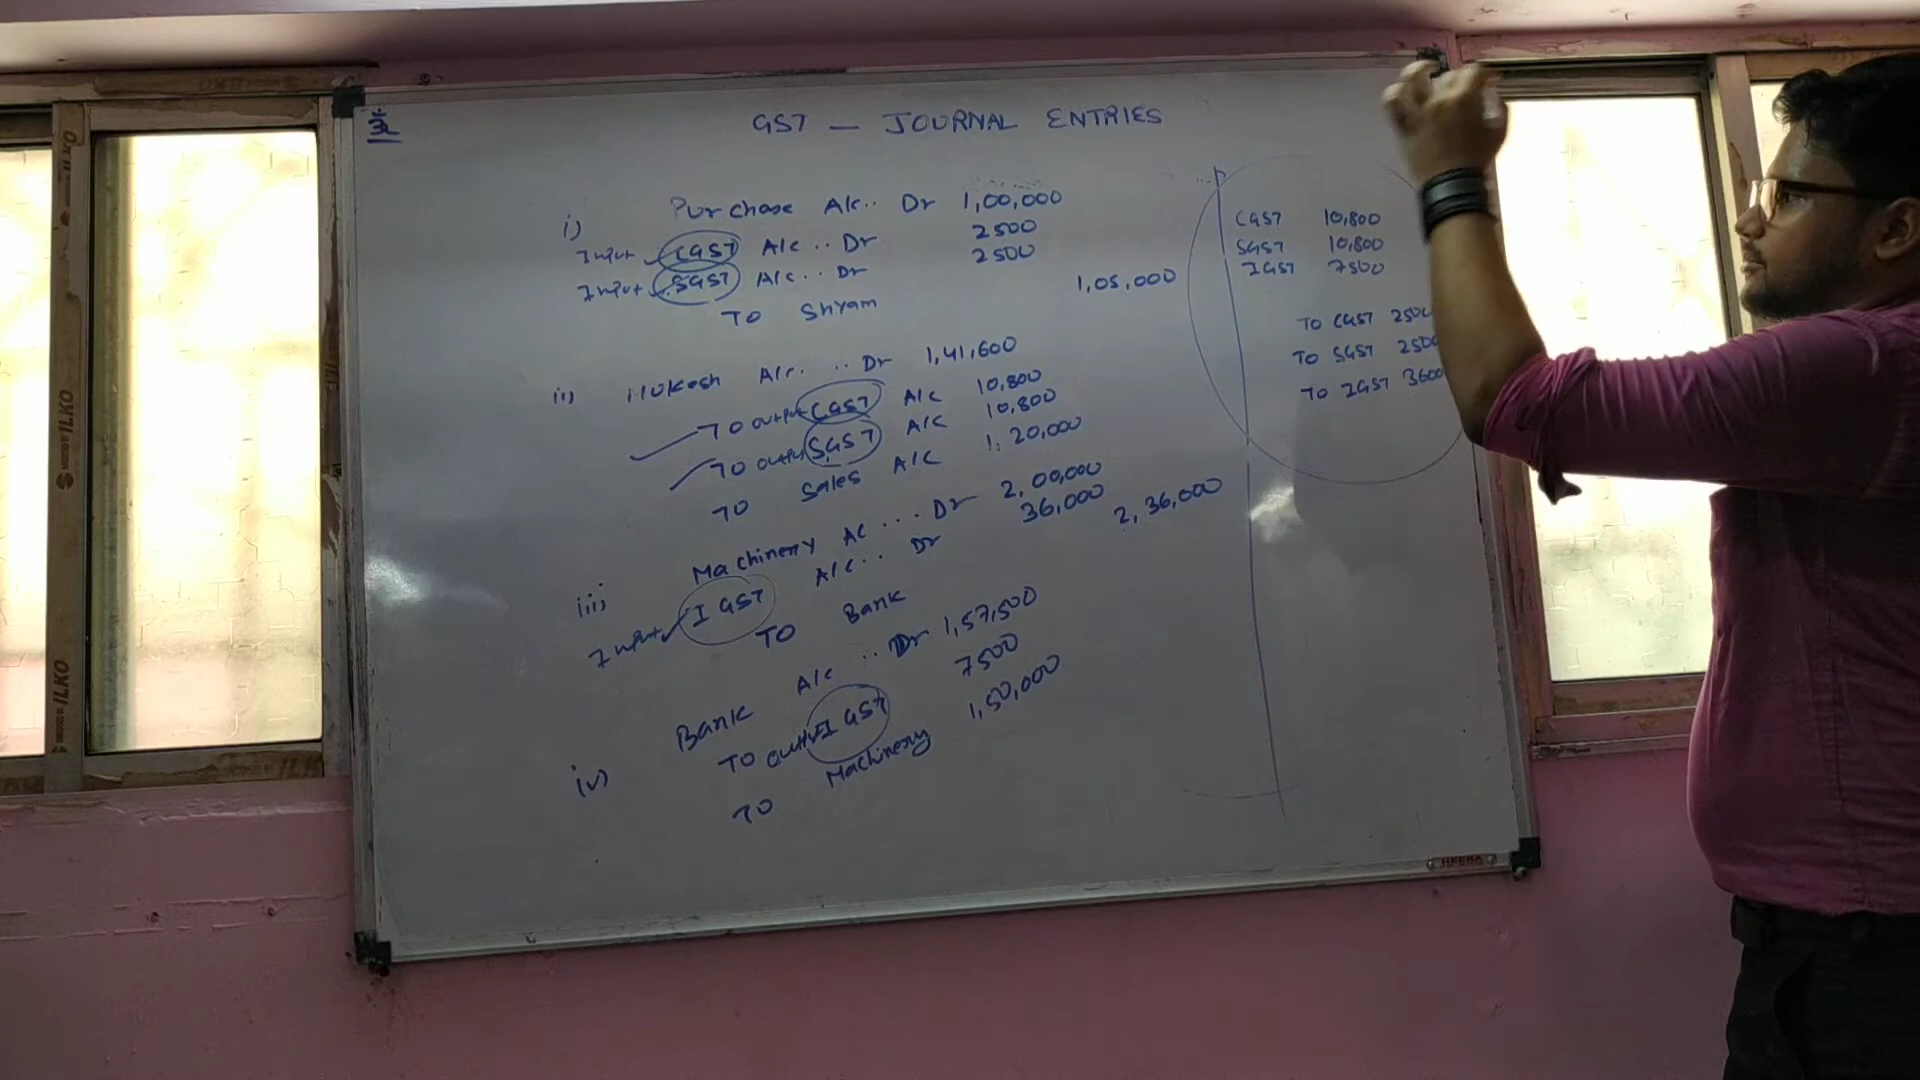 GST — JOURNAL ENTRIES
i) Purchase A/c.. Dr 1,00,000
Input CGST A/c .. Dr 2500
Input SGST A/c .. Dr 2500
TO Shyam 1,05,000
ii) Mukesh A/c. .. Dr 1,41,600
TO output CGST A/c 10,800
TO output SGST A/c 10,800
TO Sales A/c 1,20,000
iii) Machinery Ac ... Dr 2,00,000
Input IGST A/c.. Dr 36,000
TO Bank 2,36,000
iv) Bank A/c .. Dr 1,57,500
TO output IGST 7500
TO Machinery 1,50,000
CGST 10,800
SGST 10,800
IGST 7500
TO CGST 250
TO SGST 2500
TO IGST 3600
ILKO
ILKO